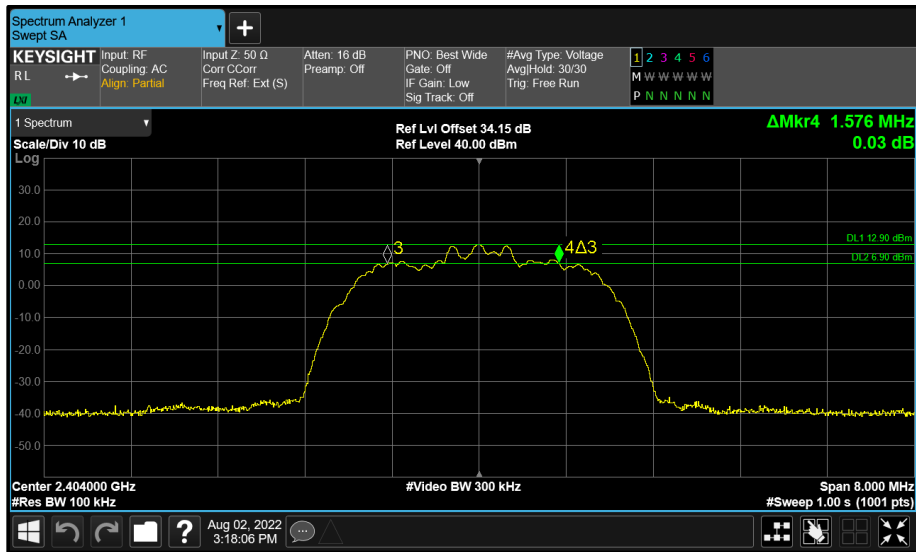 Spectrum Analyzer 1
Swept SA
KEYSIGHT
RL
LXI
Input: RF
Coupling: AC
Align: Partial
Input Z: 50 Ω
Corr CCorr
Freq Ref: Ext (S)
Atten: 16 dB
Preamp: Off
PNO: Best Wide
Gate: Off
IF Gain: Low
Sig Track: Off
#Avg Type: Voltage
Avg|Hold: 30/30
Trig: Free Run
1 2 3 4 5 6
M W W W W W
P N N N N N
1 Spectrum
Scale/Div 10 dB
Ref Lvl Offset 34.15 dB
Ref Level 40.00 dBm
ΔMkr4 1.576 MHz
0.03 dB
Log
30.0
20.0
10.0
0.00
-10.0
-20.0
-30.0
-40.0
-50.0
3
4Δ3
DL1 12.90 dBm
DL2 6.90 dBm
Center 2.404000 GHz
#Res BW 100 kHz
#Video BW 300 kHz
Span 8.000 MHz
#Sweep 1.00 s (1001 pts)
Aug 02, 2022
3:18:06 PM